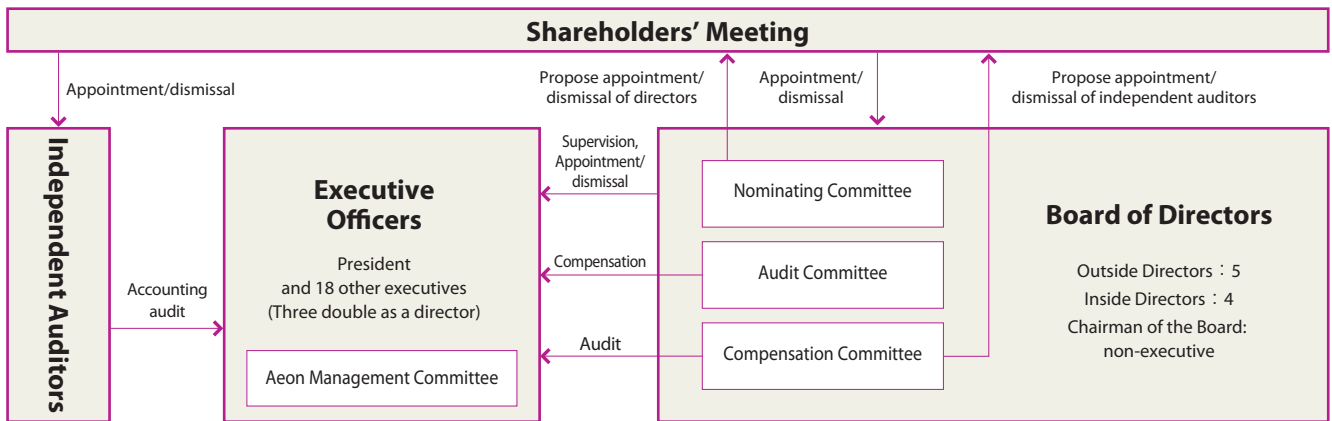 Shareholders’ Meeting
Appointment/dismissal
Propose appointment/
dismissal of directors
Appointment/
dismissal
Propose appointment/
dismissal of independent auditors
Independent Auditors
Accounting
audit
Executive
Officers
President
and 18 other executives
(Three double as a director)
Aeon Management Committee
Supervision,
Appointment/
dismissal
Compensation
Audit
Nominating Committee
Audit Committee
Compensation Committee
Board of Directors
Outside Directors：5
Inside Directors：4
Chairman of the Board:
non-executive